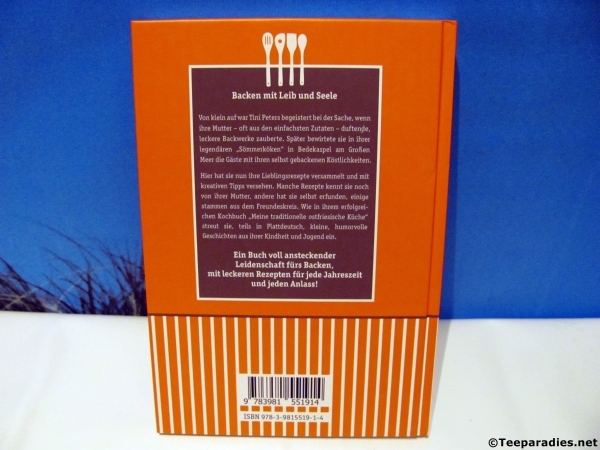 Backen mit Leib und Seele
Von klein auf war Tini Peters begeistert bei der Sache, wenn
ihre Mutter – oft aus den einfachsten Zutaten – duftende,
leckere Backwerke zauberte. Später bewirtete sie in ihrer
legendären „Sömmerköken“ in Bedekaspel am Großen
Meer die Gäste mit ihrem selbst gebackenen Köstlichkeiten.
Hier hat sie nun ihre Lieblingsrezepte versammelt und mit
kreativen Tipps versehen. Manche Rezepte kennt sie noch
von ihrer Mutter, andere hat sie selbst erfunden, einige
stammen aus dem Freundeskreis. Wie in ihrem erfolgrei-
chen Kochbuch „Meine traditionelle ostfriesische Küche“
streut sie, teils in Plattdeutsch, kleine, humorvolle
Geschichten aus ihrer Kindheit und Jugend ein.
Ein Buch voll ansteckender
Leidenschaft fürs Backen,
mit leckeren Rezepten für jede Jahreszeit
und jeden Anlass!
9 783981 551914
ISBN 978-3-9815519-1-4
©Teeparadies.net